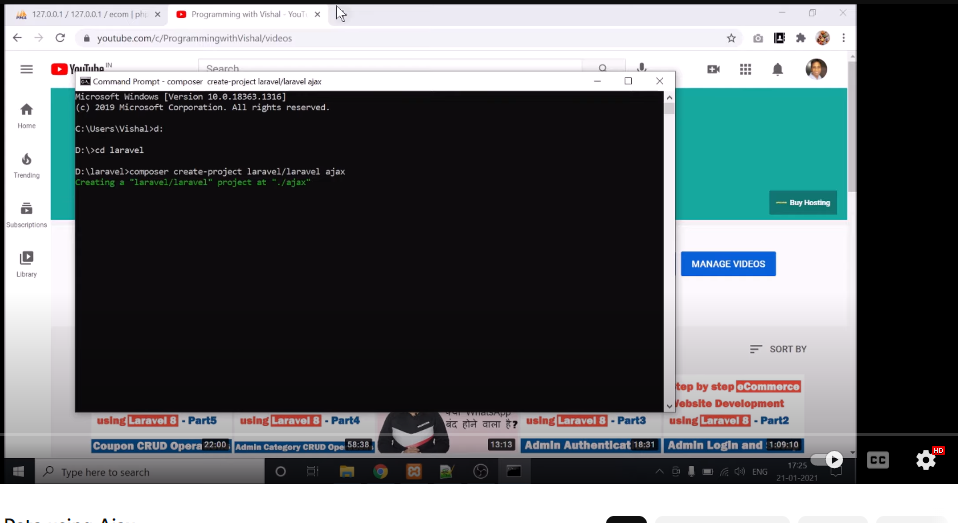 127.0.0.1 / 127.0.0.1 / ecom | ph
Programming with Vishal - YouT
youtube.com/c/ProgrammingwithVishal/videos
YouTube IN
Search
Command Prompt - composer create-project laravel/laravel ajax
Microsoft Windows [Version 10.0.18363.1316]
(c) 2019 Microsoft Corporation. All rights reserved.
C:\Users\Vishal>d:
D:\>cd laravel
D:\laravel>composer create-project laravel/laravel ajax
Creating a "laravel/laravel" project at "./ajax"
Home
Trending
Subscriptions
Library
Buy Hosting
MANAGE VIDEOS
SORT BY
using Laravel 8 - Part5
Coupon CRUD Opera
22:00
using Laravel 8 - Part4
Admin Category CRUD Ope
58:38
बंद होने वाला है?
13:13
using Laravel 8 - Part3
Admin Authenticat
18:31
tep by step eCommerce
Website Development
using Laravel 8 - Part2
Admin Login and
1:09:10
Type here to search
ENG
17:25
21-01-2021
CC
HD